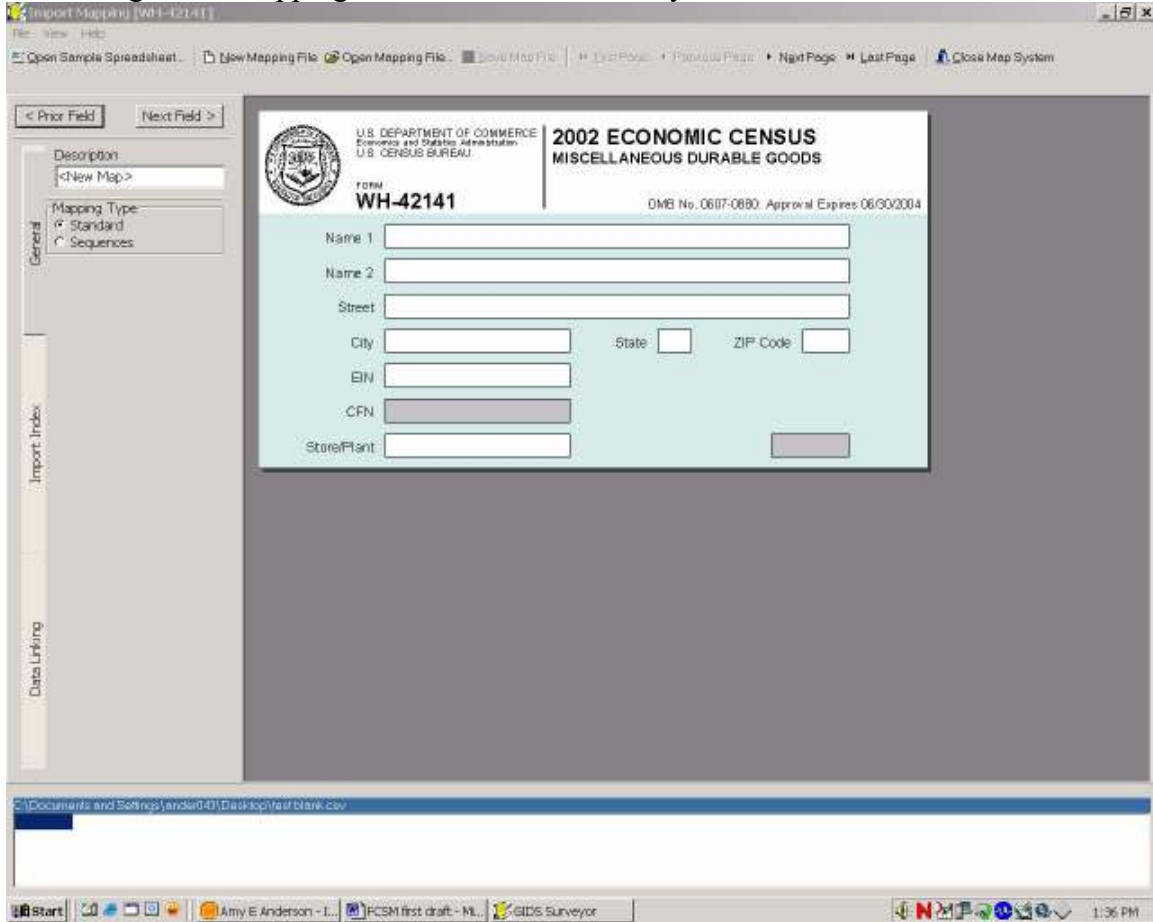 Import Mapping [WH-42141]
File View Help
Open Sample Spreadsheet... New Mapping File Open Mapping File... Save Map File First Page Previous Page Next Page Last Page Close Map System
< Prior Field Next Field >
Description
<New Map>
Mapping Type
Standard
Sequences
General
Import Index
Data Linking
U.S. DEPARTMENT OF COMMERCE
Economics and Statistics Administration
U.S. CENSUS BUREAU
FORM
WH-42141
2002 ECONOMIC CENSUS
MISCELLANEOUS DURABLE GOODS
OMB No. 0607-0880: Approval Expires 06/30/2004
Name 1
Name 2
Street
City State ZIP Code
EIN
CFN
Store/Plant
C:\Documents and Settings\ander043\Desktop\test blank.csv
Start Amy E Anderson - I... FCSM first draft - Mi... GIDS Surveyor 1:36 PM